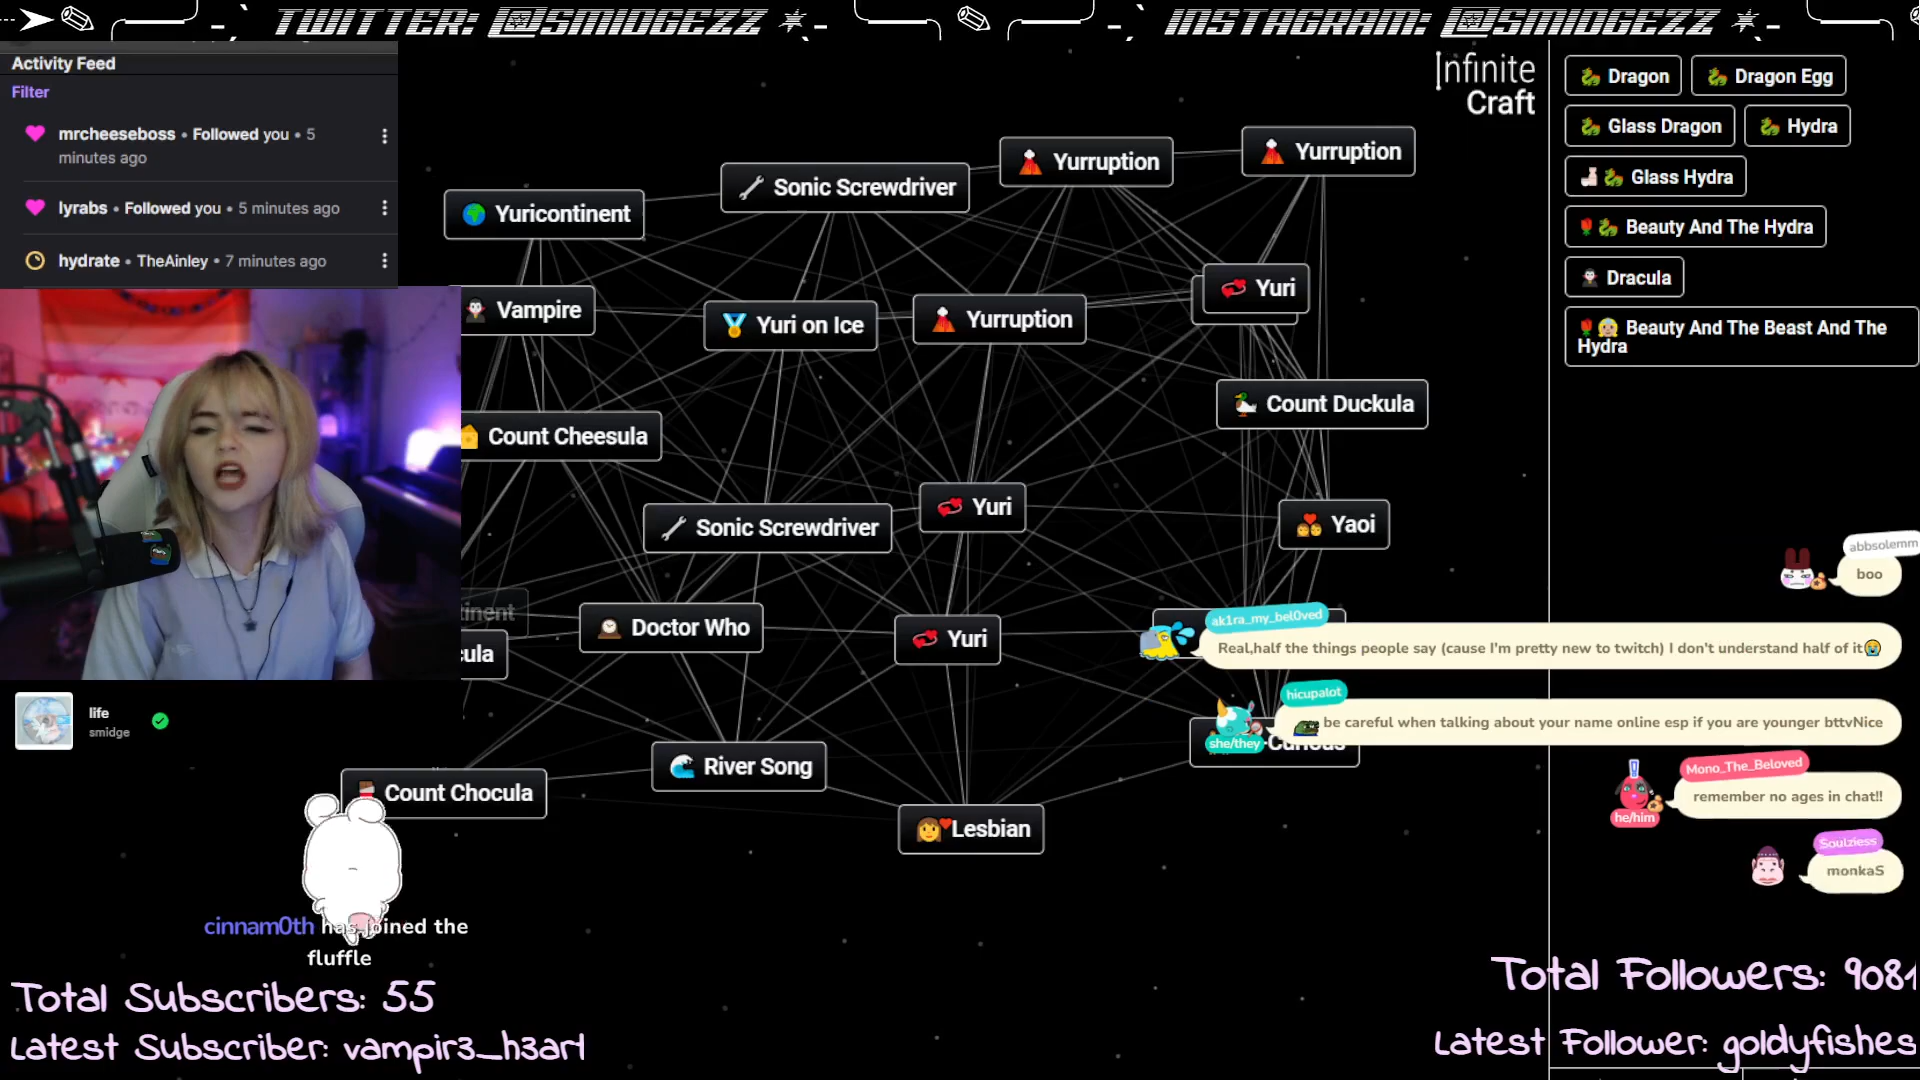 TWITTER: @SMIDGEZZ
INSTAGRAM: @SMIDGEZZ
Activity Feed
Filter
mrcheeseboss • Followed you • 5
minutes ago
lyrabs • Followed you • 5 minutes ago
hydrate • TheAinley • 7 minutes ago
Infinite
Craft
Yurruption
Yurruption
Sonic Screwdriver
Yuricontinent
Yuri
Vampire
Yuri on Ice
Yurruption
Count Duckula
Count Cheesula
Yuri
Yaoi
Sonic Screwdriver
inent
Doctor Who
Yuri
cula
River Song
Count Chocula
Lesbian
Dragon
Dragon Egg
Glass Dragon
Hydra
Glass Hydra
Beauty And The Hydra
Dracula
Beauty And The Beast And The
Hydra
abbsolemm
boo
ak1ra_my_bel0ved
Real,half the things people say (cause I'm pretty new to twitch) I don't understand half of it😭
hicupalot
be careful when talking about your name online esp if you are younger bttvNice
she/they
Mono_The_Beloved
remember no ages in chat!!
he/him
Soulziess
monkaS
life
smidge
cinnam0th has joined the
fluffle
Total Subscribers: 55
Latest Subscriber: vampir3_h3art
Total Followers: 9081
Latest Follower: goldyfishes